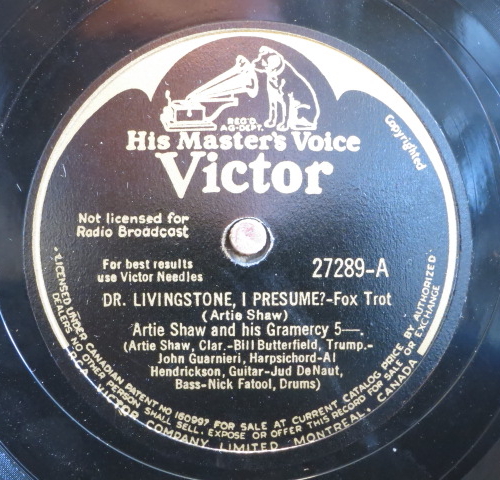 REG'D.
AG-DEPT.
His Master's Voice
Victor
Copyrighted
Not licensed for
Radio Broadcast
For best results
use Victor Needles
27289-A
DR. LIVINGSTONE, I PRESUME?-Fox Trot
(Artie Shaw)
Artie Shaw and his Gramercy 5—.
(Artie Shaw, Clar.-Bill Butterfield, Trump.-
John Guarnieri, Harpsichord-Al
Hendrickson, Guitar-Jud DeNaut,
Bass-Nick Fatool, Drums)
"LICENSED UNDER CANADIAN PATENT NO 160997 FOR SALE AT CURRENT CATALOG PRICE BY AUTHORIZED
DEALERS NO OTHER PERSON SHALL SELL, EXPOSE OR OFFER THIS RECORD FOR SALE OR EXCHANGE
VICTOR COMPANY LIMITED MONTREAL, CANADA